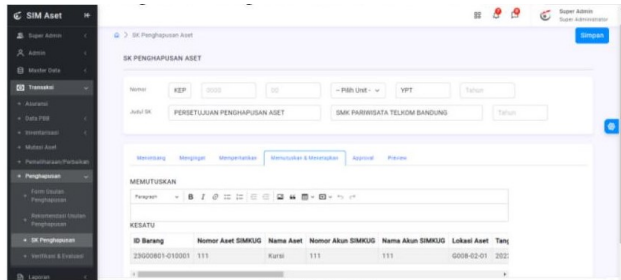 SIM Aset
Super Admin
Super Administrator
Super Admin
Admin
Master Data
Transaksi
Asuransi
Data PBB
Inventarisasi
Mutasi Aset
Pemeliharaan/Perbaikan
Penghapusan
Form Usulan
Penghapusan
Rekomendasi Usulan
Penghapusan
SK Penghapusan
Verifikasi & Evaluasi
Laporan
SK Penghapusan Aset
Simpan
SK PENGHAPUSAN ASET
Nomor KEP 0000 00 - Pilih Unit - YPT Tahun
Judul SK PERSETUJUAN PENGHAPUSAN ASET SMK PARIWISATA TELKOM BANDUNG Tahun
Menimbang Mengingat Memperhatikan Memutuskan & Menetapkan Approval Preview
MEMUTUSKAN
Paragraph
KESATU
ID Barang Nomor Aset SIMKUG Nama Aset Nomor Akun SIMKUG Nama Akun SIMKUG Lokasi Aset Tang
23G00801-010001 111 Kursi 111 111 G008-02-01 202